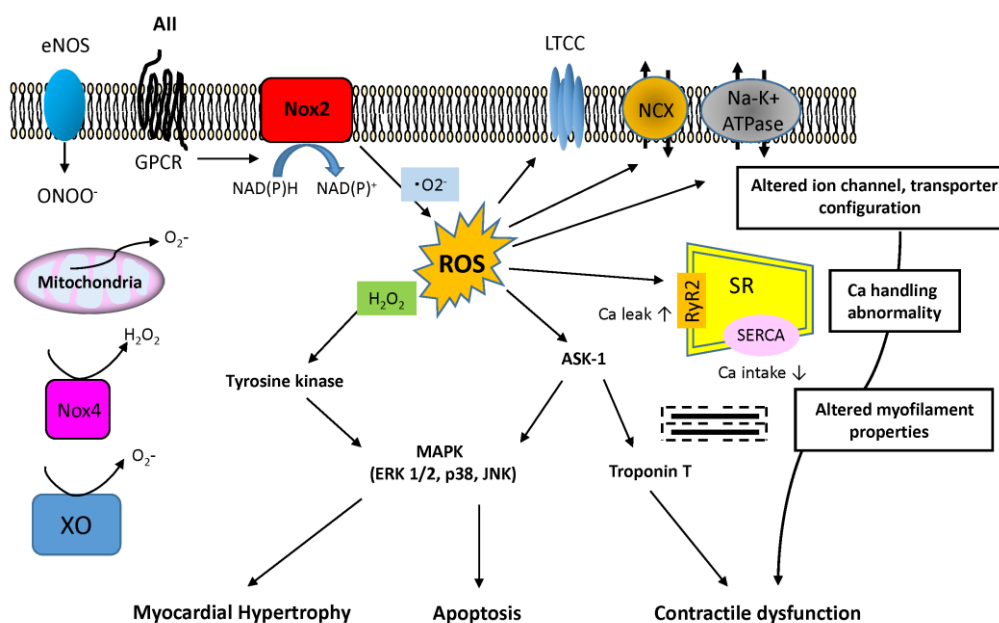 AII
eNOS
LTCC
Nox2
NCX
Na-K+
ATPase
GPCR
NAD(P)H
NAD(P)⁺
ONOO⁻
•O2⁻
Altered ion channel, transporter
configuration
O₂-
Mitochondria
ROS
SR
RyR2
SERCA
Ca leak ↑
Ca intake ↓
Ca handling
abnormality
H₂O₂
H₂O₂
Nox4
Tyrosine kinase
ASK-1
Altered myofilament
properties
O₂-
XO
MAPK
(ERK 1/2, p38, JNK)
Troponin T
Myocardial Hypertrophy
Apoptosis
Contractile dysfunction